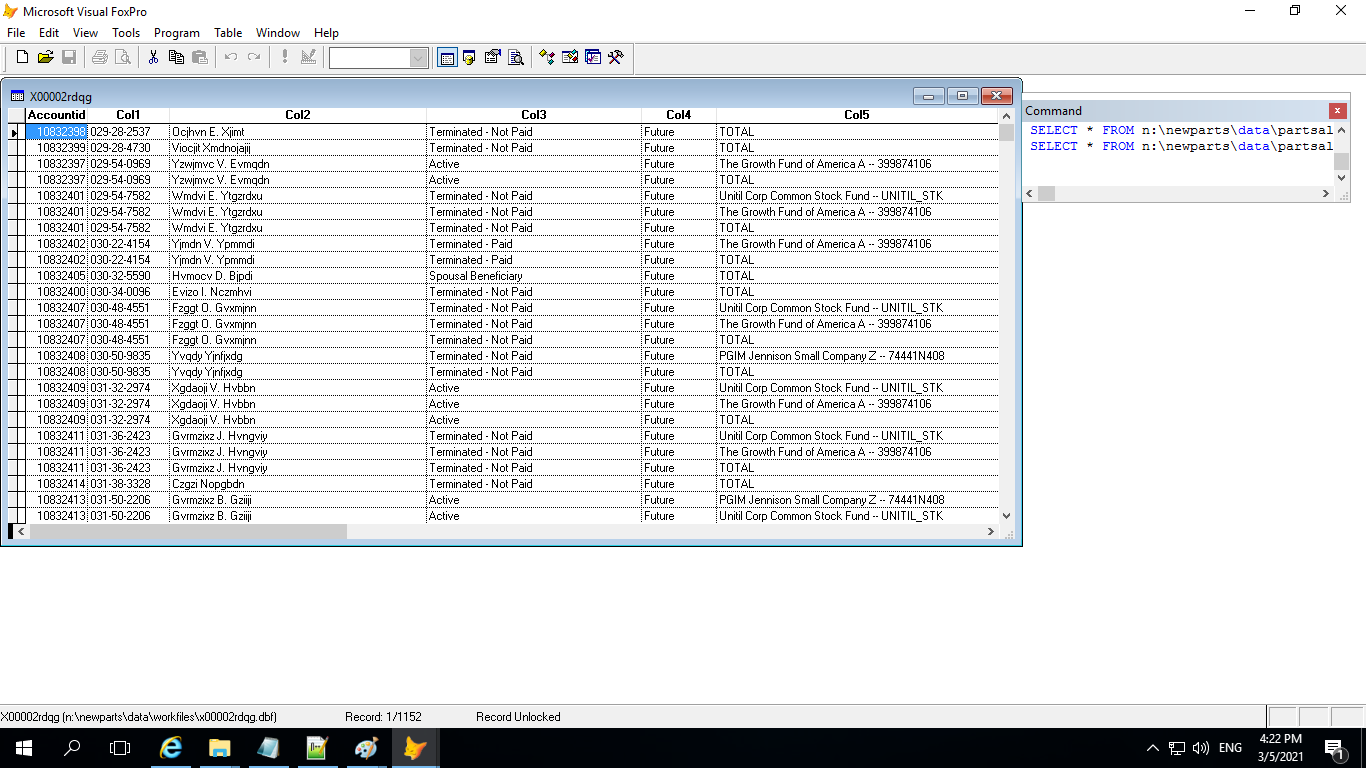 Microsoft Visual FoxPro
File Edit View Tools Program Table Window Help
X00002rdqg
Accountid Col1 Col2 Col3 Col4 Col5
10832398 029-28-2537 Ocjhvn E. Xjimt Terminated - Not Paid Future TOTAL
10832399 029-28-4730 Viocjit Xmdnojajij Terminated - Not Paid Future TOTAL
10832397 029-54-0969 Yzwjmvc V. Evmqdn Active Future The Growth Fund of America A -- 399874106
10832397 029-54-0969 Yzwjmvc V. Evmqdn Active Future TOTAL
10832401 029-54-7582 Wmdvi E. Ytgzrdxu Terminated - Not Paid Future Unitil Corp Common Stock Fund -- UNITIL_STK
10832401 029-54-7582 Wmdvi E. Ytgzrdxu Terminated - Not Paid Future The Growth Fund of America A -- 399874106
10832401 029-54-7582 Wmdvi E. Ytgzrdxu Terminated - Not Paid Future TOTAL
10832402 030-22-4154 Yjmdn V. Ypmmdi Terminated - Paid Future The Growth Fund of America A -- 399874106
10832402 030-22-4154 Yjmdn V. Ypmmdi Terminated - Paid Future TOTAL
10832405 030-32-5590 Hvmocv D. Bjpdi Spousal Beneficiary Future TOTAL
10832400 030-34-0096 Evizo I. Nczmhvi Terminated - Not Paid Future TOTAL
10832407 030-48-4551 Fzggt O. Gvxmjnn Terminated - Not Paid Future Unitil Corp Common Stock Fund -- UNITIL_STK
10832407 030-48-4551 Fzggt O. Gvxmjnn Terminated - Not Paid Future The Growth Fund of America A -- 399874106
10832407 030-48-4551 Fzggt O. Gvxmjnn Terminated - Not Paid Future TOTAL
10832408 030-50-9835 Yvqdy Yjnfjxdg Terminated - Not Paid Future PGIM Jennison Small Company Z -- 74441N408
10832408 030-50-9835 Yvqdy Yjnfjxdg Terminated - Not Paid Future TOTAL
10832409 031-32-2974 Xgdaoji V. Hvbbn Active Future Unitil Corp Common Stock Fund -- UNITIL_STK
10832409 031-32-2974 Xgdaoji V. Hvbbn Active Future The Growth Fund of America A -- 399874106
10832409 031-32-2974 Xgdaoji V. Hvbbn Active Future TOTAL
10832411 031-36-2423 Gvrmzixz J. Hvngviy Terminated - Not Paid Future Unitil Corp Common Stock Fund -- UNITIL_STK
10832411 031-36-2423 Gvrmzixz J. Hvngviy Terminated - Not Paid Future The Growth Fund of America A -- 399874106
10832411 031-36-2423 Gvrmzixz J. Hvngviy Terminated - Not Paid Future TOTAL
10832414 031-38-3328 Czgzi Nopgbdn Terminated - Not Paid Future TOTAL
10832413 031-50-2206 Gvrmzixz B. Gziiji Active Future PGIM Jennison Small Company Z -- 74441N408
10832413 031-50-2206 Gvrmzixz B. Gziiji Active Future Unitil Corp Common Stock Fund -- UNITIL_STK
Command
SELECT * FROM n:\newparts\data\partsal
SELECT * FROM n:\newparts\data\partsal
X00002rdqg (n:\newparts\data\workfiles\x00002rdqg.dbf) Record: 1/1152 Record Unlocked
ENG 4:22 PM
3/5/2021
1